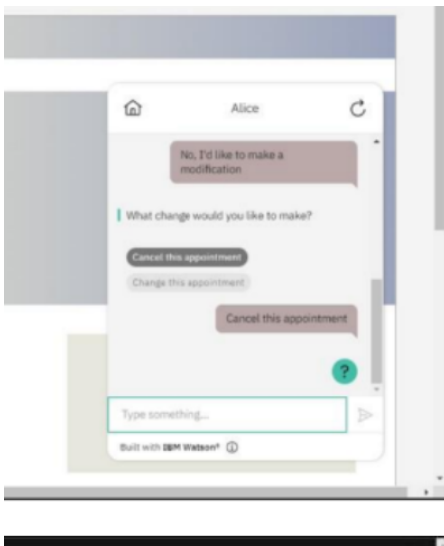 Alice
No, I'd like to make a
modification
What change would you like to make?
Cancel this appointment
Change this appointment
Cancel this appointment
?
Type something...
Built with IBM Watson®